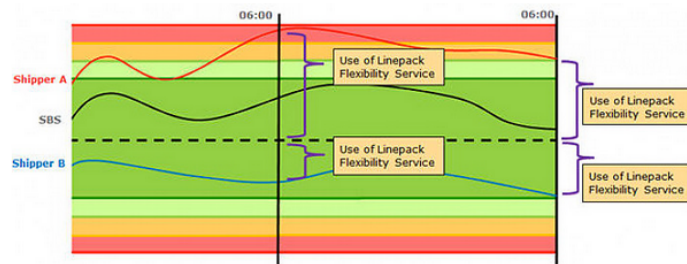 06:00
06:00
Shipper A
SBS
Shipper B
Use of Linepack
Flexibility Service
Use of Linepack
Flexibility Service
Use of Linepack
Flexibility Service
Use of Linepack
Flexibility Service